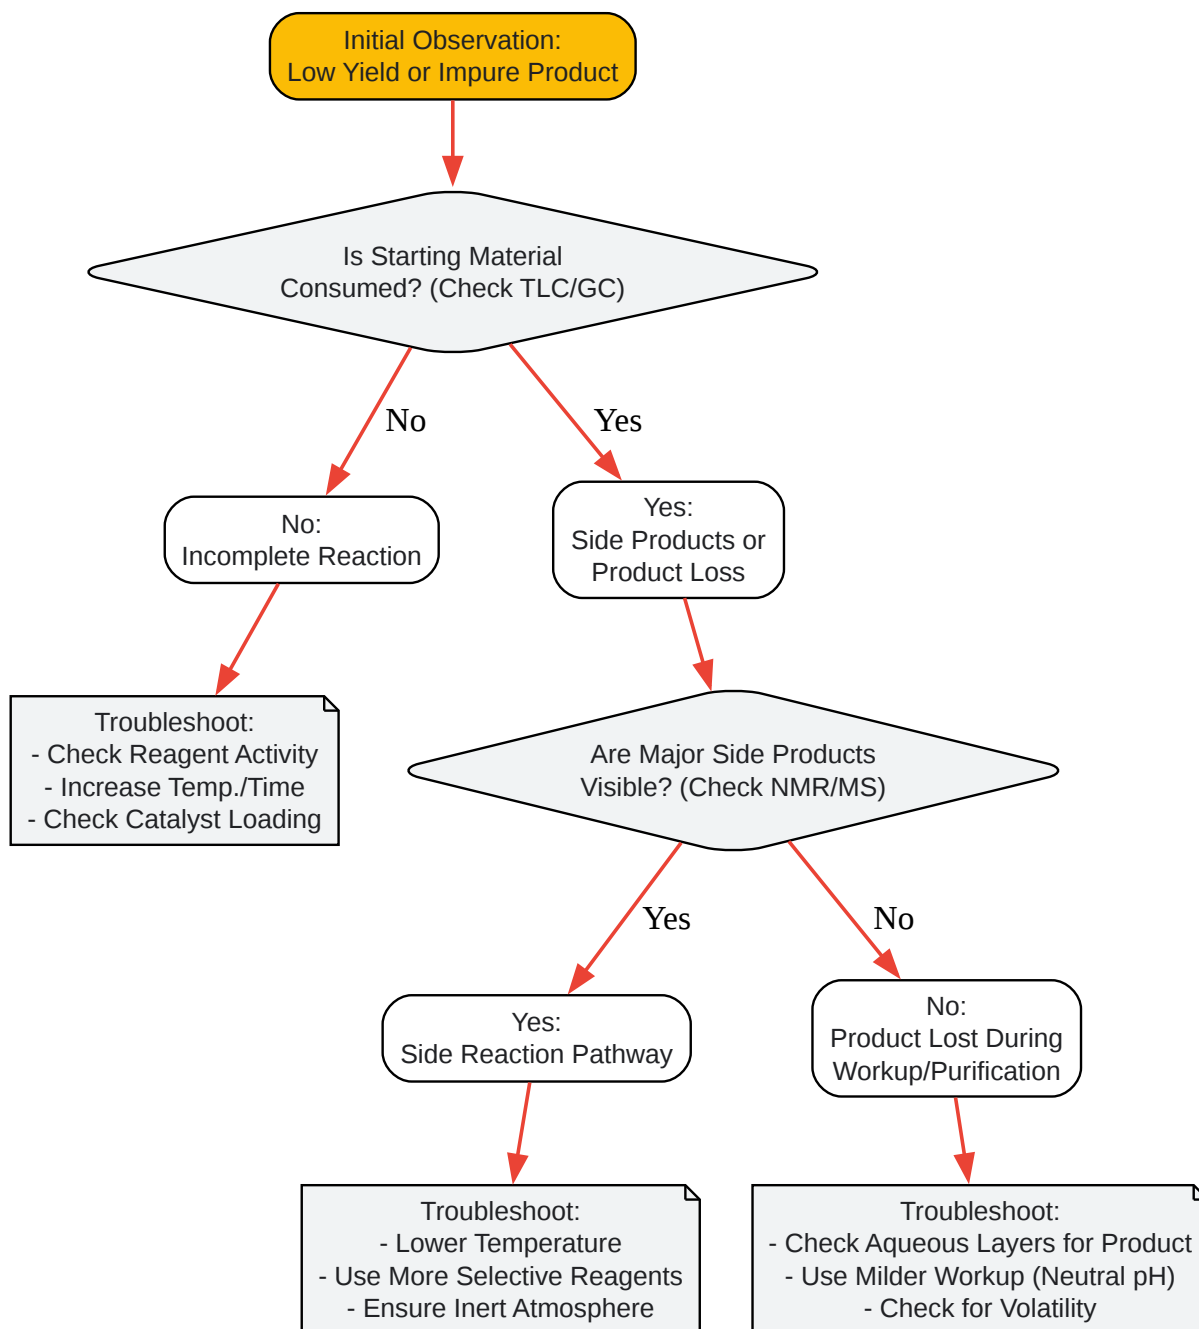 Initial Observation:
Low Yield or Impure Product
Is Starting Material
Consumed? (Check TLC/GC)
No
Yes
No:
Incomplete Reaction
Yes:
Side Products or
Product Loss
Troubleshoot:
- Check Reagent Activity
- Increase Temp./Time
- Check Catalyst Loading
Are Major Side Products
Visible? (Check NMR/MS)
Yes
No
Yes:
Side Reaction Pathway
No:
Product Lost During
Workup/Purification
Troubleshoot:
- Lower Temperature
- Use More Selective Reagents
- Ensure Inert Atmosphere
Troubleshoot:
- Check Aqueous Layers for Product
- Use Milder Workup (Neutral pH)
- Check for Volatility